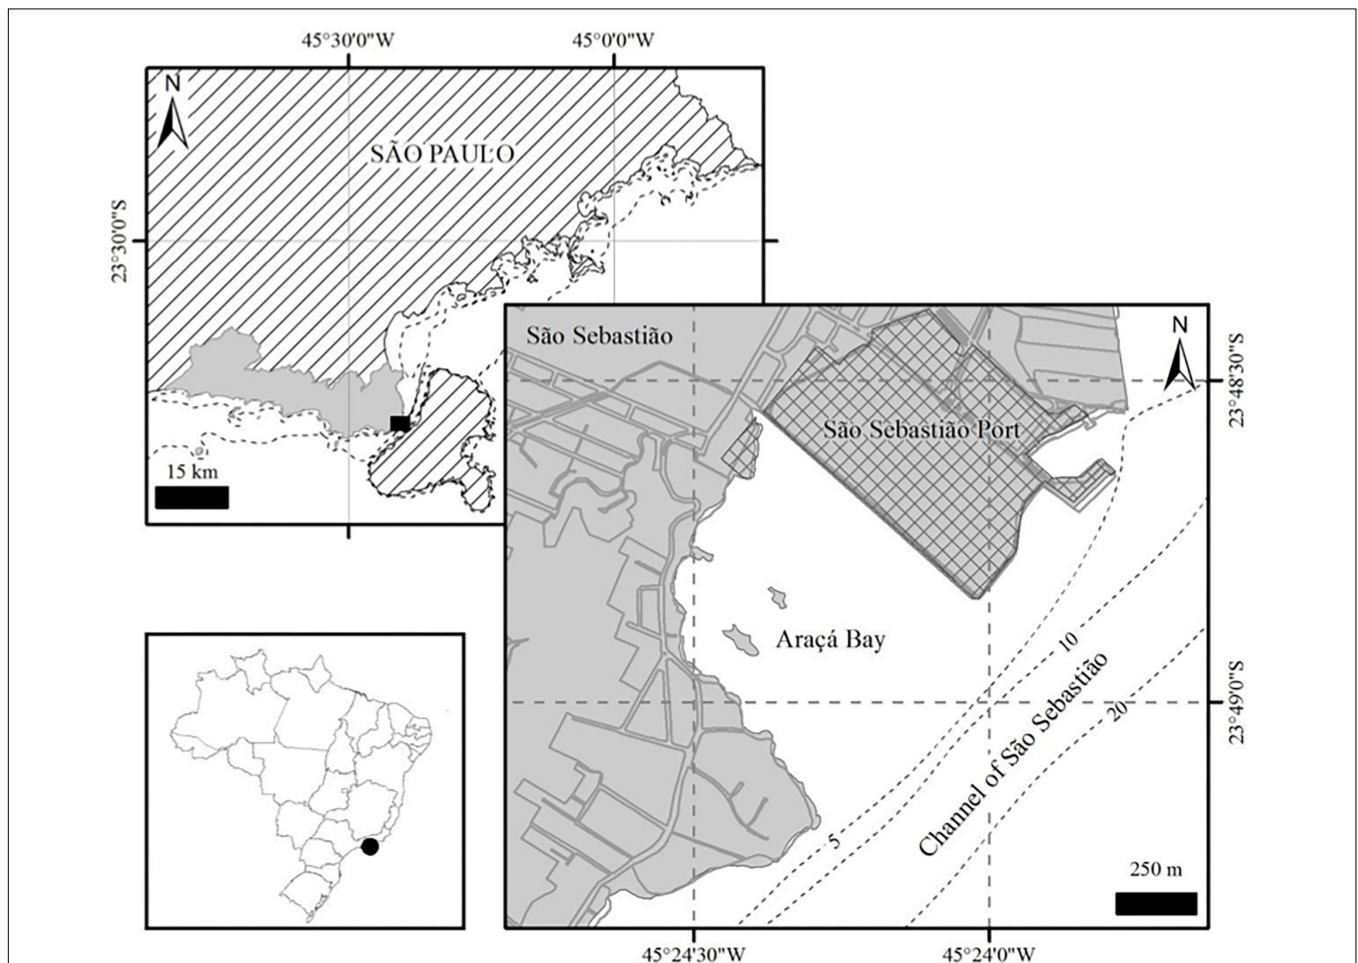 45°30'0"W
45°0'0"W
N
SÃO PAULO
23°30'0"S
15 km
São Sebastião
N
23°48'30"S
São Sebastião Port
Araçá Bay
10
Channel of São Sebastião
20
23°49'0"S
5
250 m
45°24'30"W
45°24'0"W